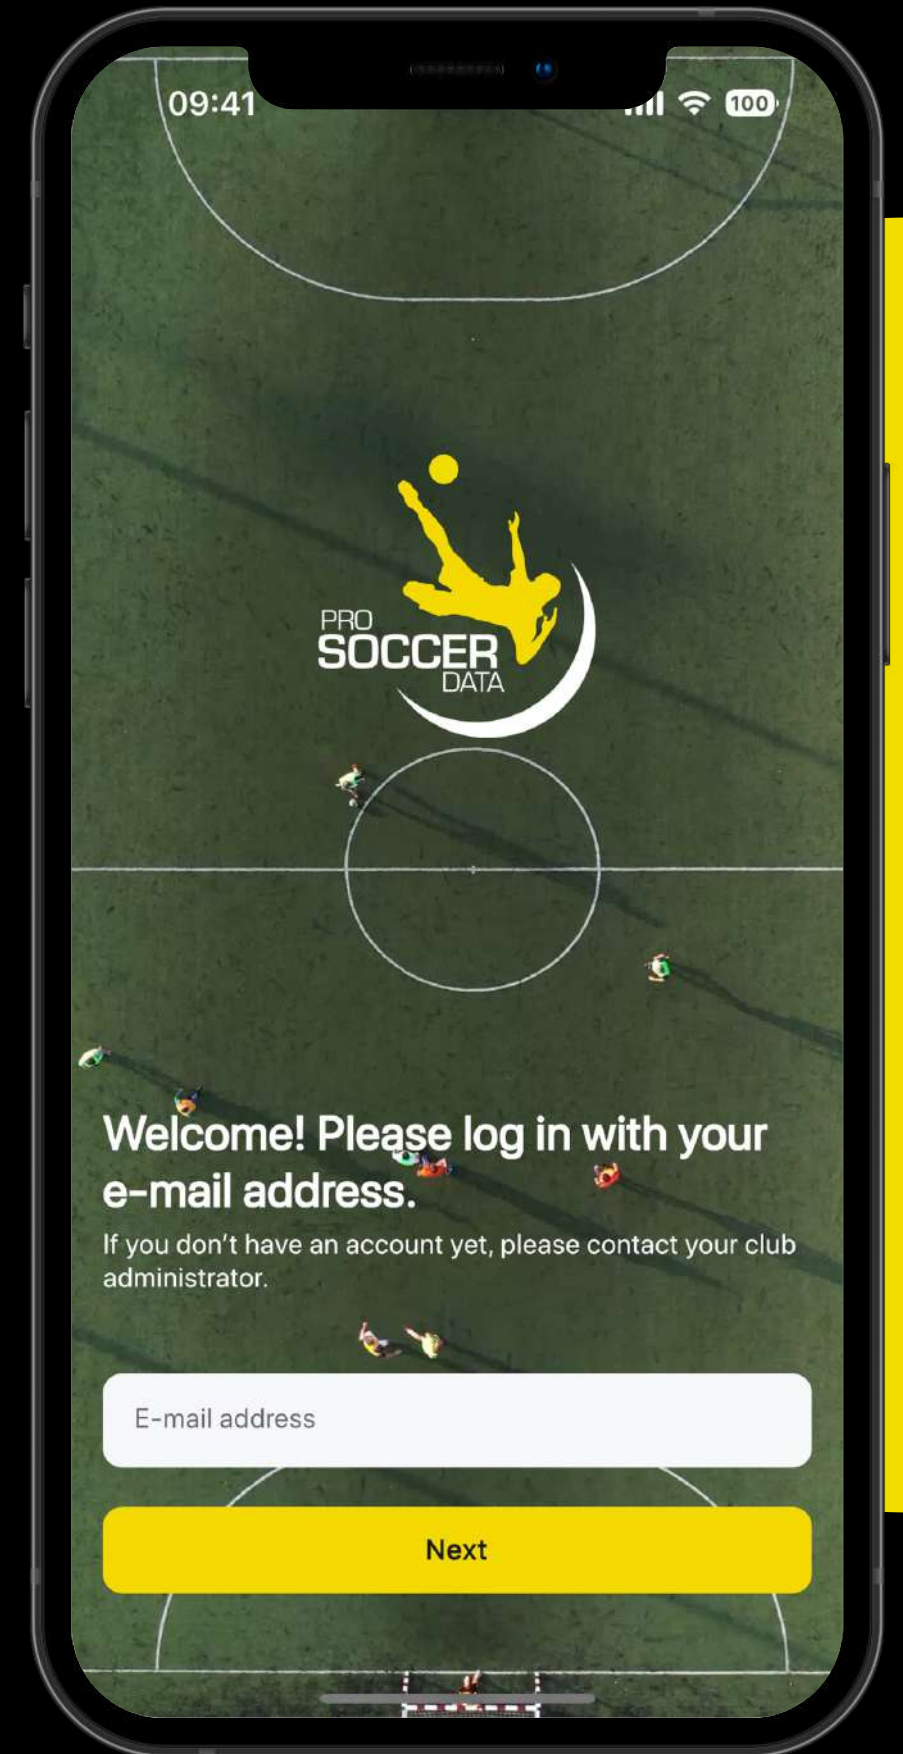 09:41
100
PRO
SOCCER
DATA
Welcome! Please log in with your
e-mail address.
If you don't have an account yet, please contact your club
administrator.
E-mail address
Next